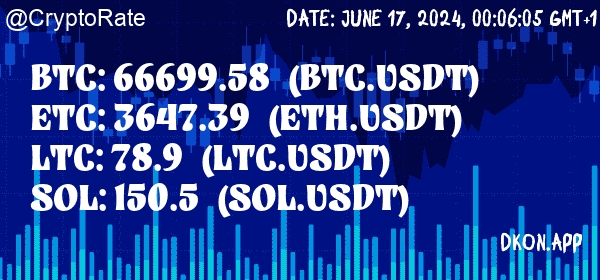 @CryptoRate
DATE: JUNE 17, 2024, 00:06:05 GMT+1
BTC: 66699.58 (BTC.USDT)
ETC: 3647.39 (ETH.USDT)
LTC: 78.9 (LTC.USDT)
SOL: 150.5 (SOL.USDT)
DKON.APP